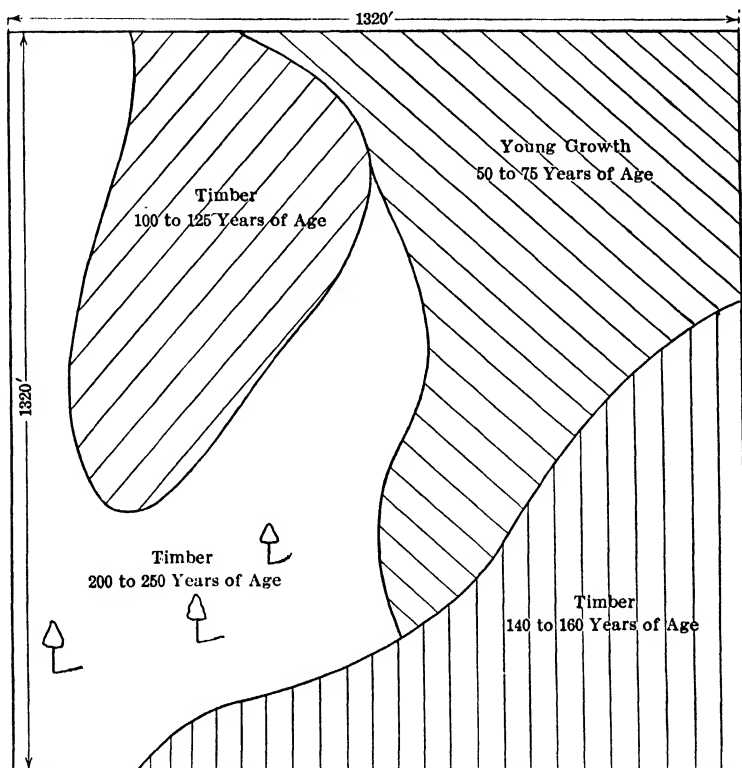 1320′
Young Growth
50 to 75 Years of Age
Timber
100 to 125 Years of Age
1320′
Timber
200 to 250 Years of Age
Timber
140 to 160 Years of Age